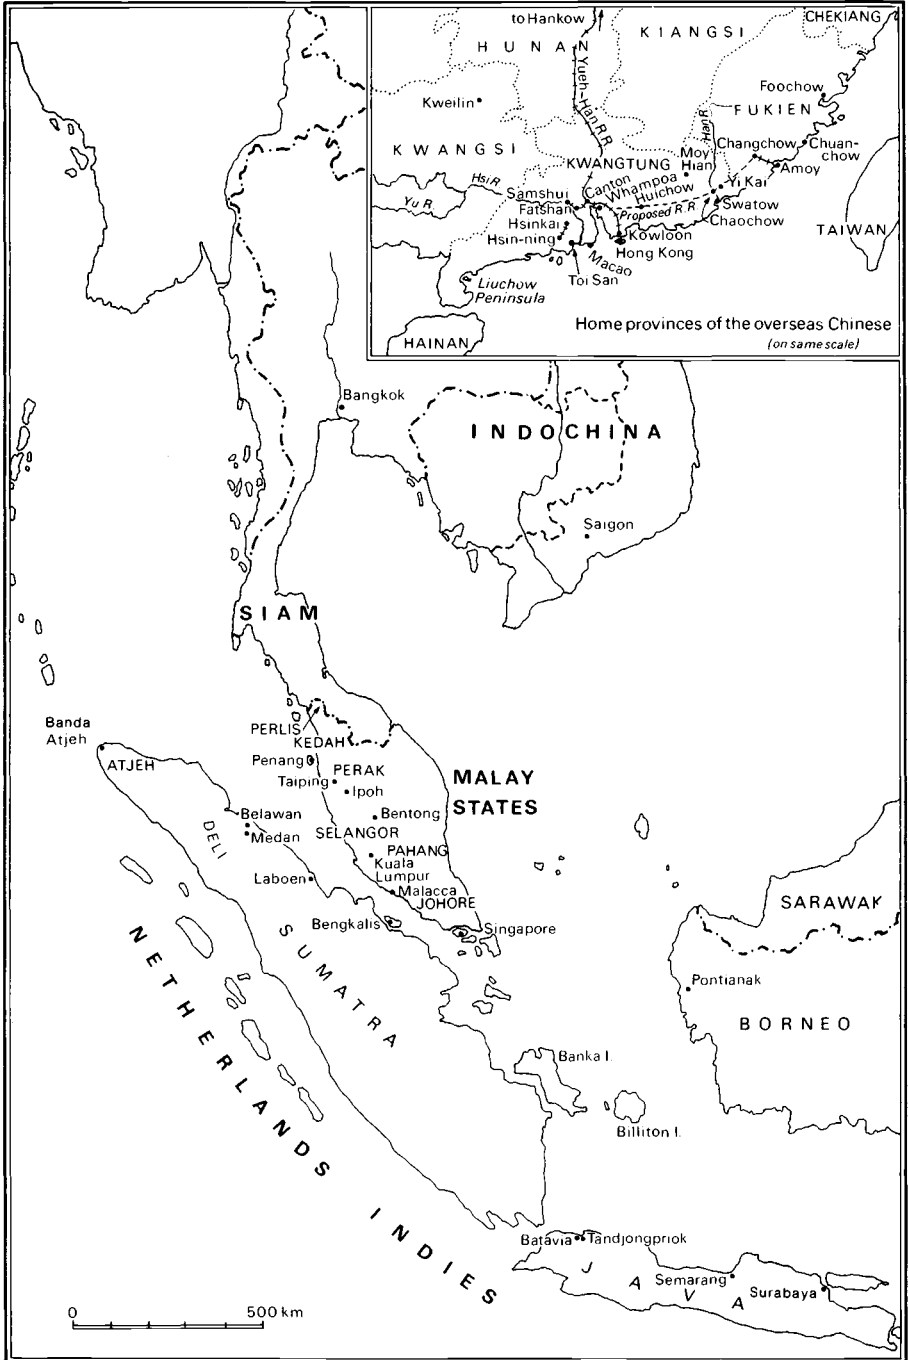 to Hankow
CHEKIANG
HUNAN
KIANGSI
Yueh-Han R R
Foochow
Kweilin
Han R
FUKIEN
KWANGSI
Changchow
Chuan-
chow
KWANGTUNG
Moy
Hian
Amoy
Hsi R.
Canton
Whampoa
Huichow
Yi Kai
Samshui
Yu R.
Fatshan
Proposed R.R.
Swatow
Chaochow
Hsinkai
Hsin-ning
Kowloon
Hong Kong
TAIWAN
Macao
Toi San
Liuchow
Peninsula
HAINAN
Home provinces of the overseas Chinese
(on same scale)
Bangkok
INDOCHINA
Saigon
SIAM
Banda
Atjeh
PERLIS
KEDAH
ATJEH
Penang
PERAK
Taiping
Ipoh
MALAY
STATES
Belawan
Bentong
DELI
Medan
SELANGOR
PAHANG
Kuala
Lumpur
Laboen
Malacca
JOHORE
SARAWAK
Bengkalis
Singapore
SUMATRA
NETHERLANDS INDIES
Pontianak
BORNEO
Banka I.
Billiton I.
Batavia
Tandjongpriok
JAVA
Semarang
Surabaya
0
500 km